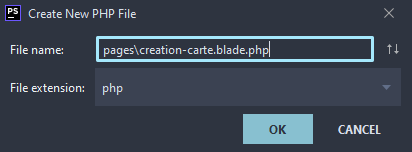 PS Create New PHP File
File name: pages\creation-carte.blade.php
File extension: php
OK CANCEL